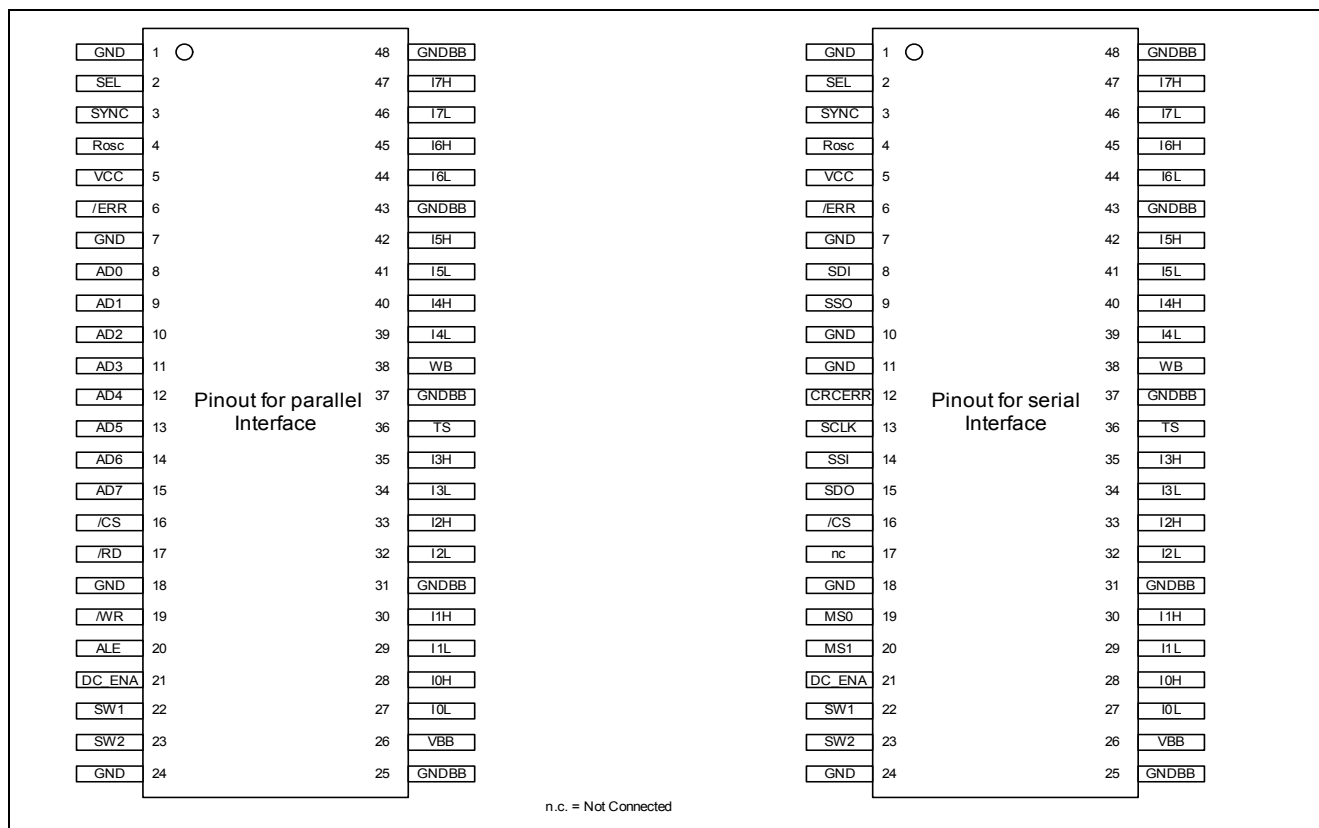 GND 1 48 GNDBB
SEL 2 47 I7H
SYNC 3 46 I7L
Rosc 4 45 I6H
VCC 5 44 I6L
/ERR 6 43 GNDBB
GND 7 42 I5H
AD0 8 41 I5L
AD1 9 40 I4H
AD2 10 39 I4L
AD3 11 38 WB
AD4 12 37 GNDBB
AD5 13 36 TS
AD6 14 35 I3H
AD7 15 34 I3L
/CS 16 33 I2H
/RD 17 32 I2L
GND 18 31 GNDBB
/WR 19 30 I1H
ALE 20 29 I1L
DC_ENA 21 28 I0H
SW1 22 27 I0L
SW2 23 26 VBB
GND 24 25 GNDBB
Pinout for parallel
Interface
GND 1 48 GNDBB
SEL 2 47 I7H
SYNC 3 46 I7L
Rosc 4 45 I6H
VCC 5 44 I6L
/ERR 6 43 GNDBB
GND 7 42 I5H
SDI 8 41 I5L
SSO 9 40 I4H
GND 10 39 I4L
GND 11 38 WB
CRCERR 12 37 GNDBB
SCLK 13 36 TS
SSI 14 35 I3H
SDO 15 34 I3L
/CS 16 33 I2H
nc 17 32 I2L
GND 18 31 GNDBB
MS0 19 30 I1H
MS1 20 29 I1L
DC_ENA 21 28 I0H
SW1 22 27 I0L
SW2 23 26 VBB
GND 24 25 GNDBB
Pinout for serial
Interface
n.c. = Not Connected